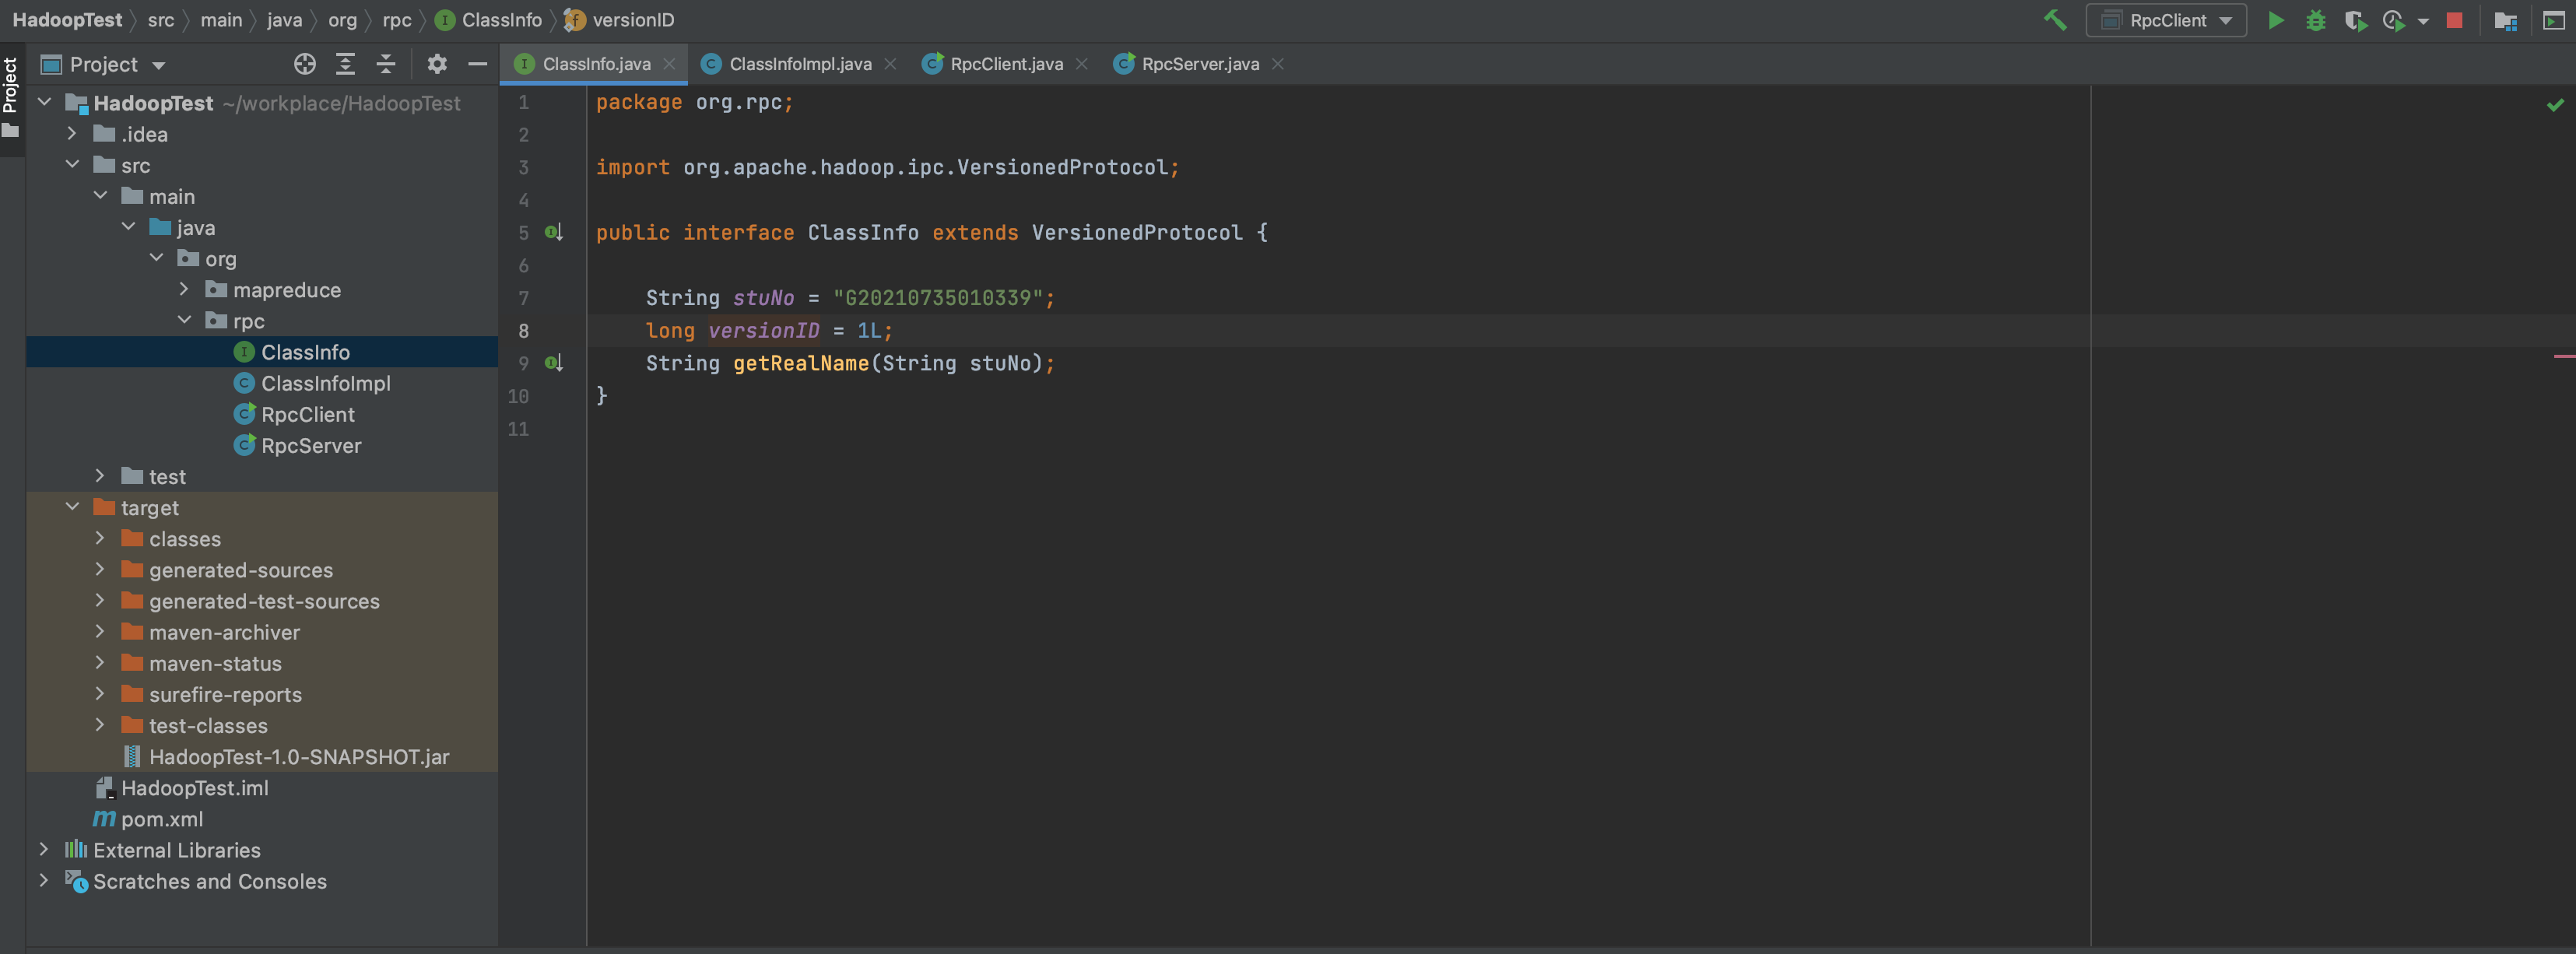 HadoopTest src main java org rpc ClassInfo versionID
RpcClient
Project
Project
ClassInfo.java
ClassInfoImpl.java
RpcClient.java
RpcServer.java
HadoopTest ~/workplace/HadoopTest
.idea
src
main
java
org
mapreduce
rpc
ClassInfo
ClassInfoImpl
RpcClient
RpcServer
test
target
classes
generated-sources
generated-test-sources
maven-archiver
maven-status
surefire-reports
test-classes
HadoopTest-1.0-SNAPSHOT.jar
HadoopTest.iml
pom.xml
External Libraries
Scratches and Consoles
1 package org.rpc;
2
3 import org.apache.hadoop.ipc.VersionedProtocol;
4
5 public interface ClassInfo extends VersionedProtocol {
6
7 String stuNo = "G20210735010339";
8 long versionID = 1L;
9 String getRealName(String stuNo);
10 }
11